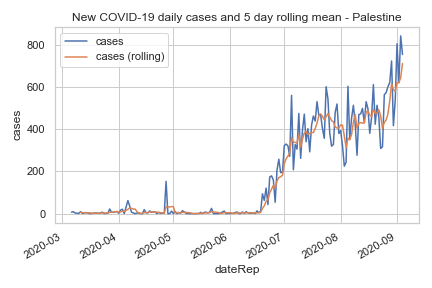 New COVID-19 daily cases and 5 day rolling mean - Palestine
cases
cases (rolling)
800
600
400
200
0
cases
2020-03
2020-04
2020-05
2020-06
2020-07
2020-08
2020-09
dateRep